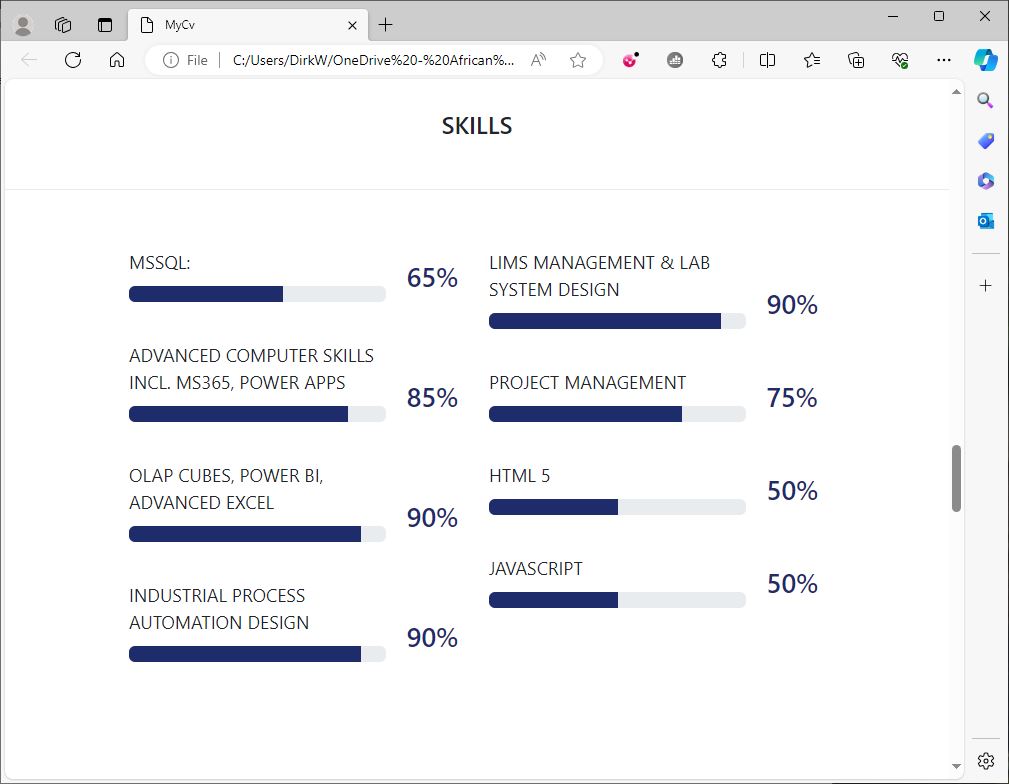 MyCv
File
C:/Users/DirkW/OneDrive%20-%20African%...
SKILLS
MSSQL:
65%
ADVANCED COMPUTER SKILLS
INCL. MS365, POWER APPS
85%
OLAP CUBES, POWER BI,
ADVANCED EXCEL
90%
INDUSTRIAL PROCESS
AUTOMATION DESIGN
90%
LIMS MANAGEMENT & LAB
SYSTEM DESIGN
90%
PROJECT MANAGEMENT
75%
HTML 5
50%
JAVASCRIPT
50%